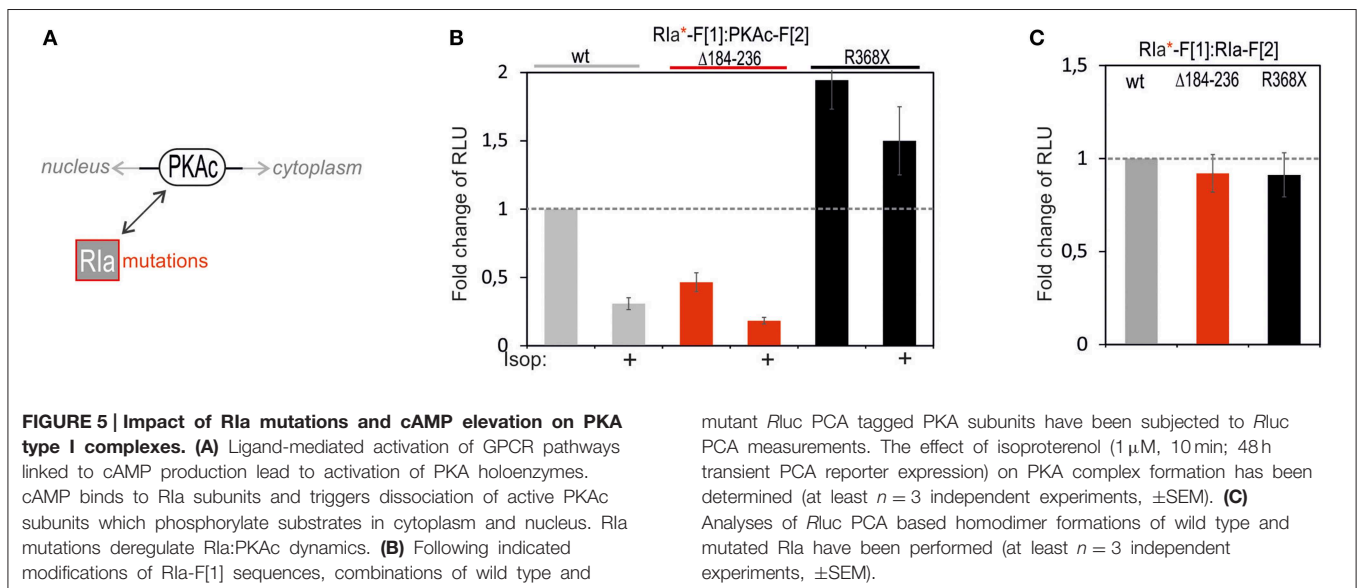 A
nucleus
PKAc
cytoplasm
RIa
mutations
B
RIa*-F[1]:PKAc-F[2]
wt
Δ184-236
R368X
Fold change of RLU
2
1,5
1
0,5
0
Isop:
+
+
+
C
RIa*-F[1]:RIa-F[2]
1,5
wt
Δ184-236
R368X
Fold change of RLU
1
0,5
0
FIGURE 5 | Impact of RIa mutations and cAMP elevation on PKA
type I complexes. (A) Ligand-mediated activation of GPCR pathways
linked to cAMP production lead to activation of PKA holoenzymes.
cAMP binds to RIa subunits and triggers dissociation of active PKAc
subunits which phosphorylate substrates in cytoplasm and nucleus. RIa
mutations deregulate RIa:PKAc dynamics. (B) Following indicated
modifications of RIa-F[1] sequences, combinations of wild type and
mutant Rluc PCA tagged PKA subunits have been subjected to Rluc
PCA measurements. The effect of isoproterenol (1 μM, 10 min; 48 h
transient PCA reporter expression) on PKA complex formation has been
determined (at least n = 3 independent experiments, ±SEM). (C)
Analyses of Rluc PCA based homodimer formations of wild type and
mutated RIa have been performed (at least n = 3 independent
experiments, ±SEM).